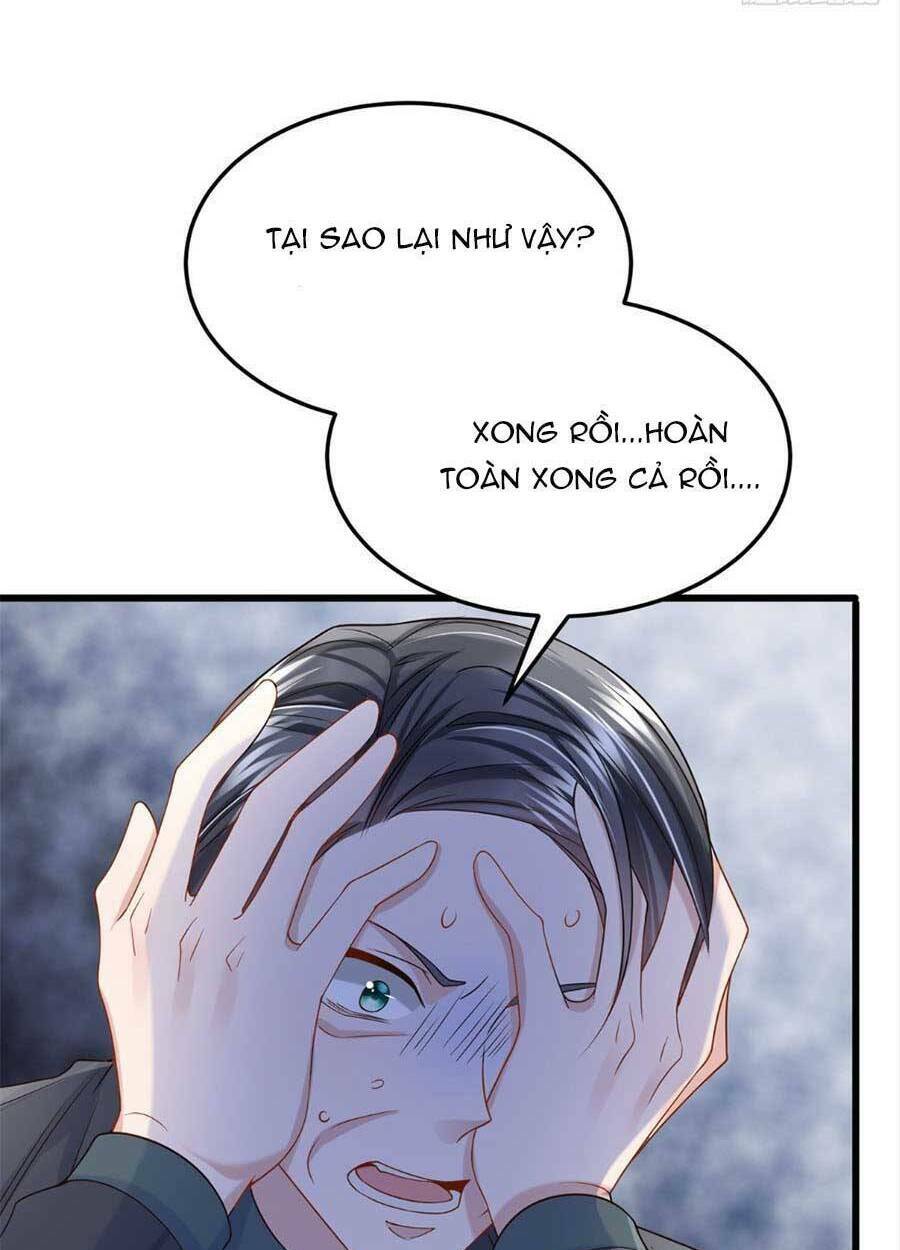 TẠI SAO LẠI NHƯ VẬY?
XONG RỒI...HOÀN
TOÀN XONG CẢ RỒI....